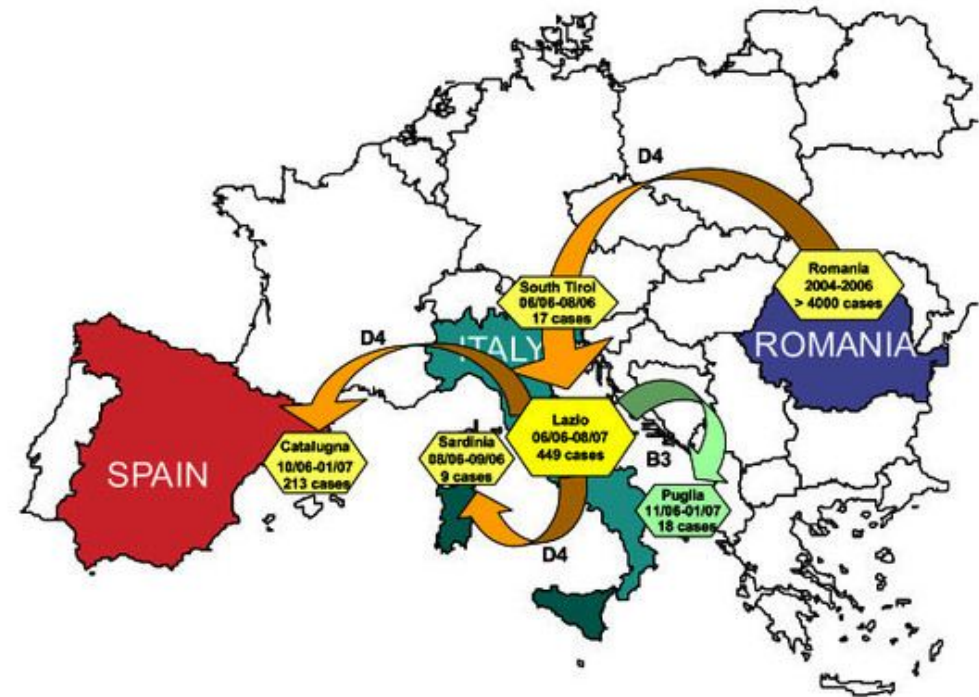 D4
Romania
2004-2006
> 4000 cases
South Tirol
06/06-08/06
17 cases
ITALY
ROMANIA
D4
Lazio
06/06-08/07
449 cases
Catalugna
10/06-01/07
213 cases
Sardinia
08/06-09/06
9 cases
SPAIN
B3
Puglia
11/06-01/07
18 cases
D4